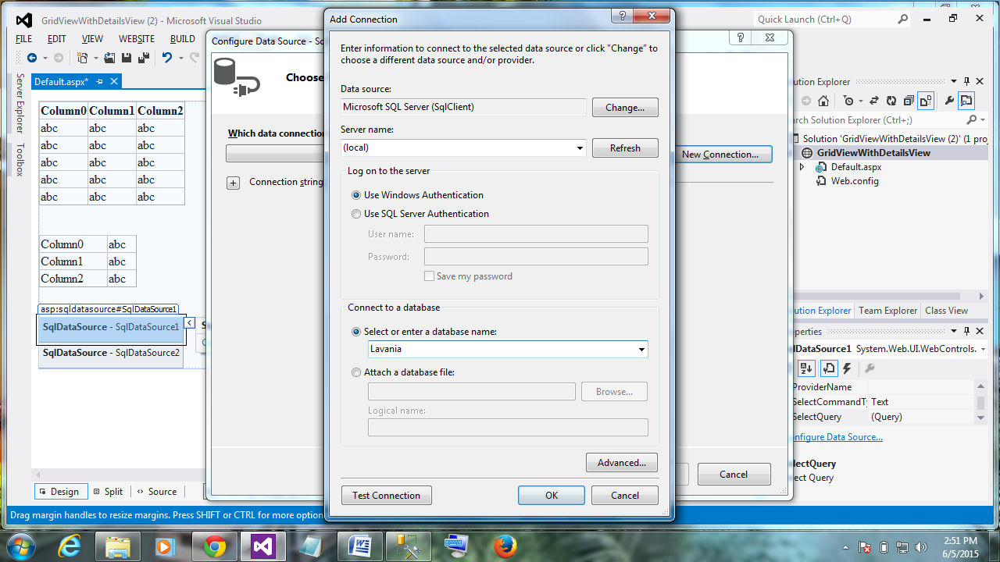 GridViewWithDetailsView (2) - Microsoft Visual Studio
Quick Launch (Ctrl+Q)
FILE EDIT VIEW WEBSITE BUILD
Server Explorer
Toolbox
Default.aspx*
Column0 Column1 Column2
abc abc abc
abc abc abc
abc abc abc
abc abc abc
abc abc abc
Column0 abc
Column1 abc
Column2 abc
asp:sqldatasource#SqlDataSource1
SqlDataSource - SqlDataSource1
SqlDataSource - SqlDataSource2
Design Split Source
Drag margin handles to resize margins. Press SHIFT or CTRL for more optio
Configure Data Source - Sq
Choose
Which data connection
Connection string
New Connection...
Cancel
Add Connection
Enter information to connect to the selected data source or click "Change" to
choose a different data source and/or provider.
Data source:
Microsoft SQL Server (SqlClient)
Change...
Server name:
(local)
Refresh
Log on to the server
Use Windows Authentication
Use SQL Server Authentication
User name:
Password:
Save my password
Connect to a database
Select or enter a database name:
Lavania
Attach a database file:
Browse...
Logical name:
Advanced...
Test Connection
OK
Cancel
ution Explorer
rch Solution Explorer (Ctrl+;)
Solution 'GridViewWithDetailsView (2)' (1 proj
GridViewWithDetailsView
Default.aspx
Web.config
ution Explorer Team Explorer Class View
perties
lDataSource1 System.Web.UI.WebControls.
ProviderName
SelectCommandT Text
SelectQuery (Query)
nfigure Data Source...
lectQuery
ect Query
2:51 PM
6/5/2015